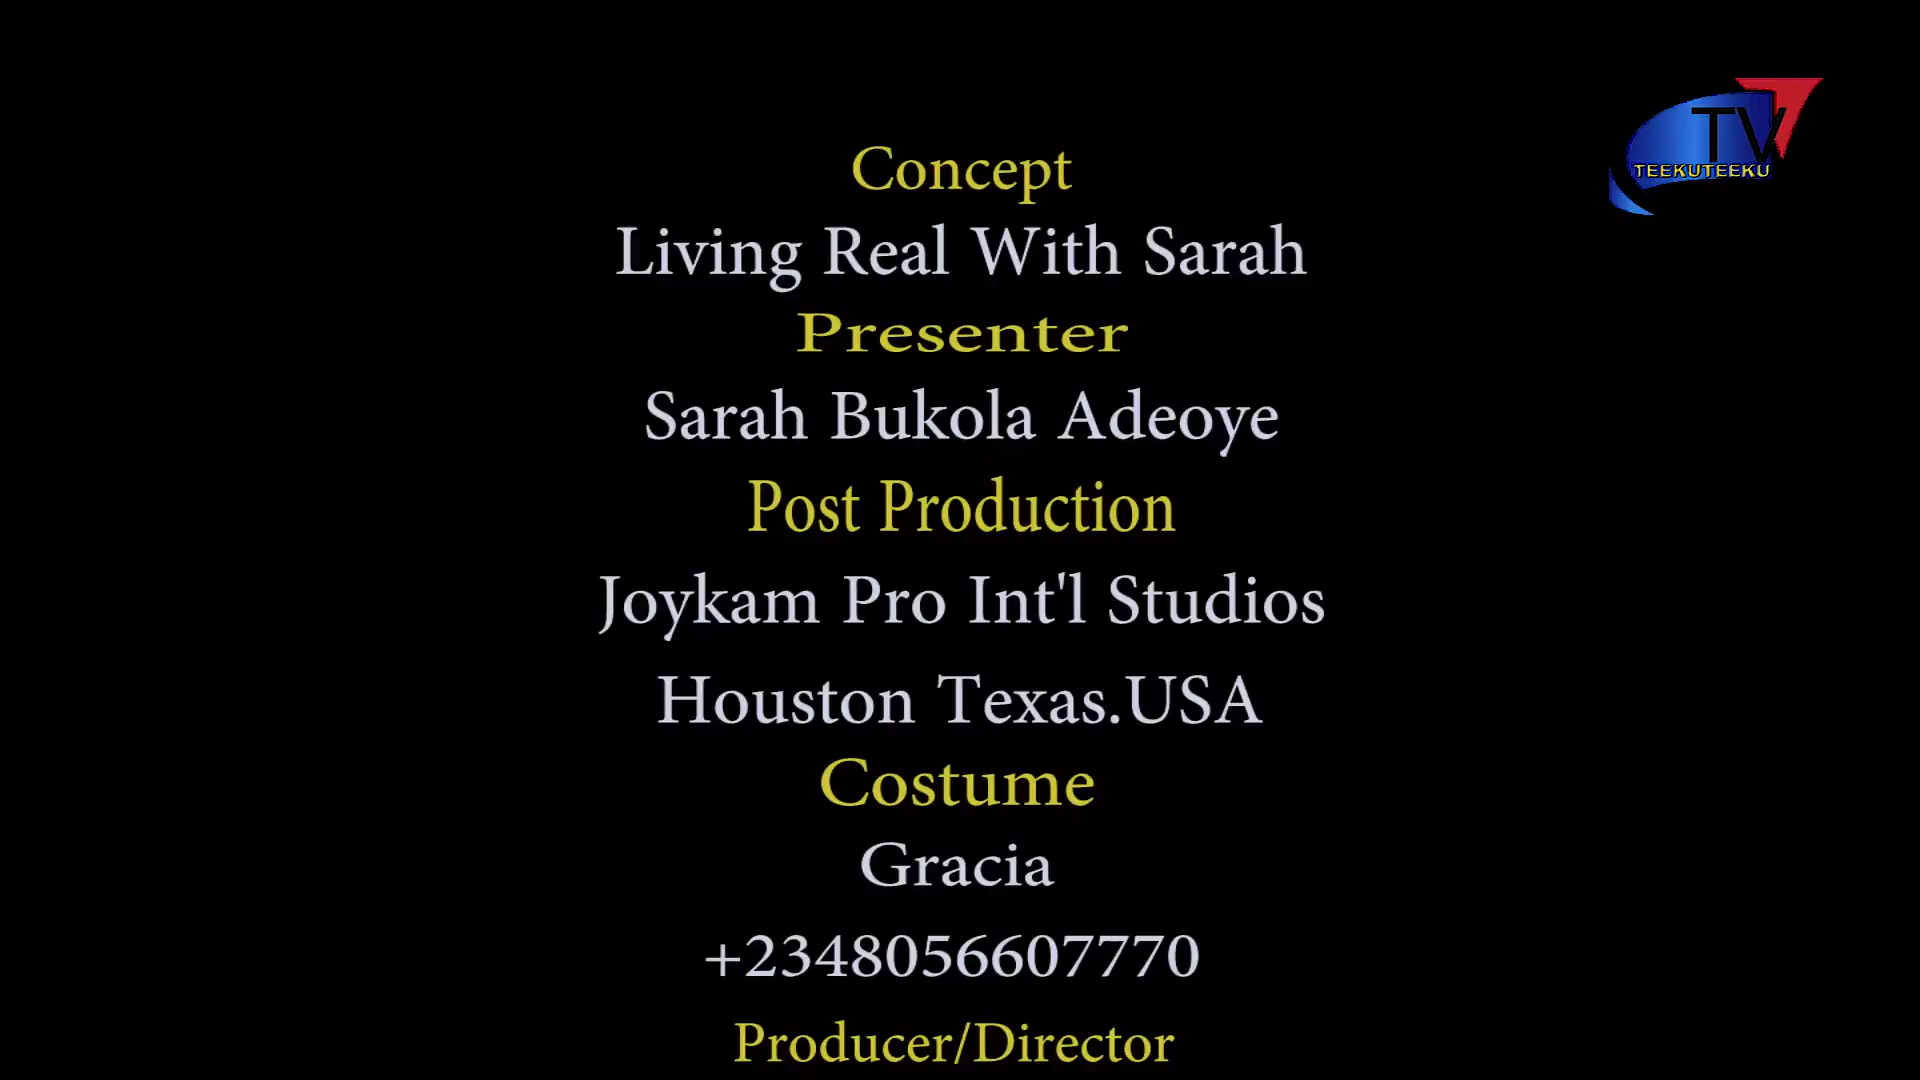 TV
TEEKUTEEKU
Concept
Living Real With Sarah
Presenter
Sarah Bukola Adeoye
Post Production
Joykam Pro Int'l Studios
Houston Texas.USA
Costume
Gracia
+2348056607770
Producer/Director